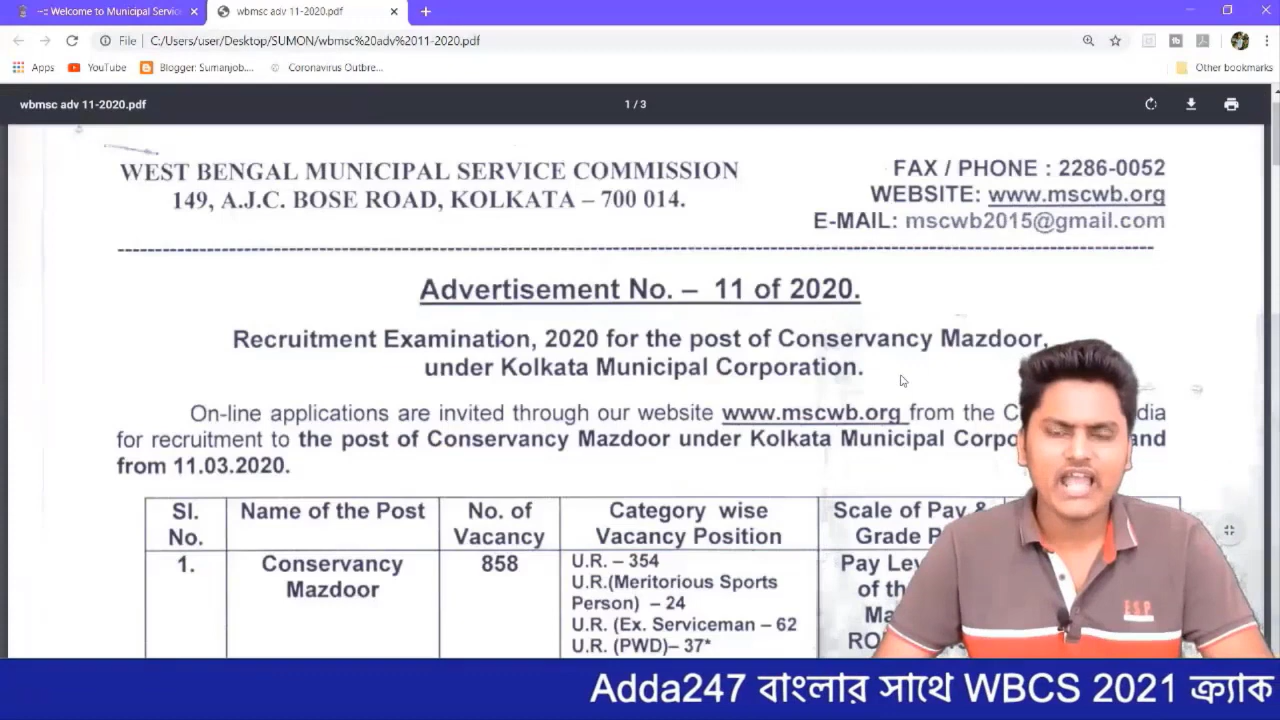 -:: Welcome to Municipal Servic
wbmsc adv 11-2020.pdf
File
C:/Users/user/Desktop/SUMON/wbmsc%20adv%2011-2020.pdf
Apps
YouTube
Blogger: Sumanjob....
Coronavirus Outbre...
Other bookmarks
wbmsc adv 11-2020.pdf
1 / 3
WEST BENGAL MUNICIPAL SERVICE COMMISSION
149, A.J.C. BOSE ROAD, KOLKATA – 700 014.
FAX / PHONE : 2286-0052
WEBSITE: www.mscwb.org
E-MAIL: mscwb2015@gmail.com
Advertisement No. – 11 of 2020.
Recruitment Examination, 2020 for the post of Conservancy Mazdoor,
under Kolkata Municipal Corporation.
On-line applications are invited through our website www.mscwb.org from the
for recruitment to the post of Conservancy Mazdoor under Kolkata Municipal and
from 11.03.2020.
Sl. No.
Name of the Post
No. of Vacancy
Category wise Vacancy Position
Scale of Pay &
Grade
1.
Conservancy
Mazdoor
858
U.R. – 354
U.R.(Meritorious Sports
Person) – 24
U.R. (Ex. Serviceman – 62
U.R. (PWD)– 37*
Pay
of
ESP
Adda247 বাংলার সাথে WBCS 2021 ক্র্যাক